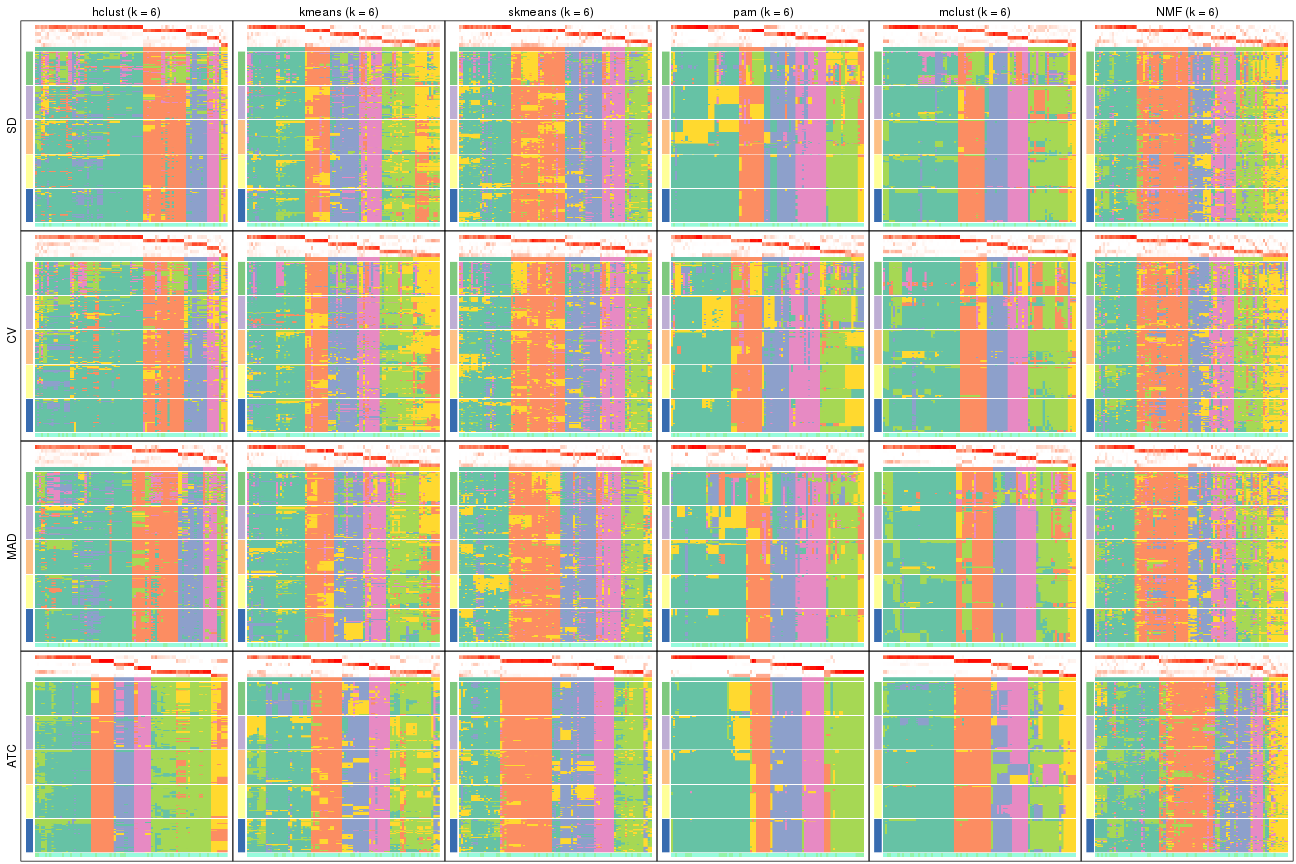 hclust (k = 6) kmeans (k = 6) skmeans (k = 6) pam (k = 6) mclust (k = 6) NMF (k = 6)
SD
CV
MAD
ATC